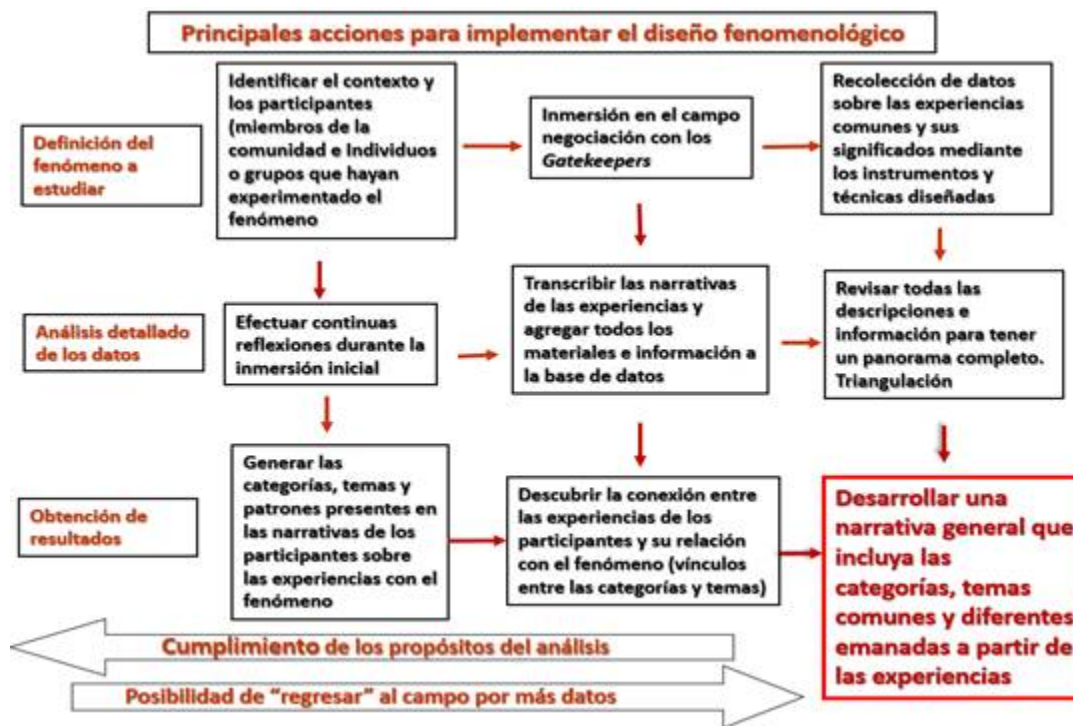 Principales acciones para implementar el diseño fenomenológico
Definición del
fenómeno a
estudiar
Identificar el contexto y
los participantes
(miembros de la
comunidad e Individuos
o grupos que hayan
experimentado el
fenómeno
Inmersión en el campo
negociación con los
Gatekeepers
Recolección de datos
sobre las experiencias
comunes y sus
significados mediante
los instrumentos y
técnicas diseñadas
Análisis detallado
de los datos
Efectuar continuas
reflexiones durante la
inmersión inicial
Transcribir las narrativas
de las experiencias y
agregar todos los
materiales e información a
la base de datos
Revisar todas las
descripciones e
información para tener
un panorama completo.
Triangulación
Obtención de
resultados
Generar las
categorías, temas y
patrones presentes en
las narrativas de los
participantes sobre
las experiencias con el
fenómeno
Descubrir la conexión entre
las experiencias de los
participantes y su relación
con el fenómeno (vínculos
entre las categorías y temas)
Desarrollar una
narrativa general que
incluya las
categorías, temas
comunes y diferentes
emanadas a partir de
las experiencias
Cumplimiento de los propósitos del análisis
Posibilidad de “regresar” al campo por más datos